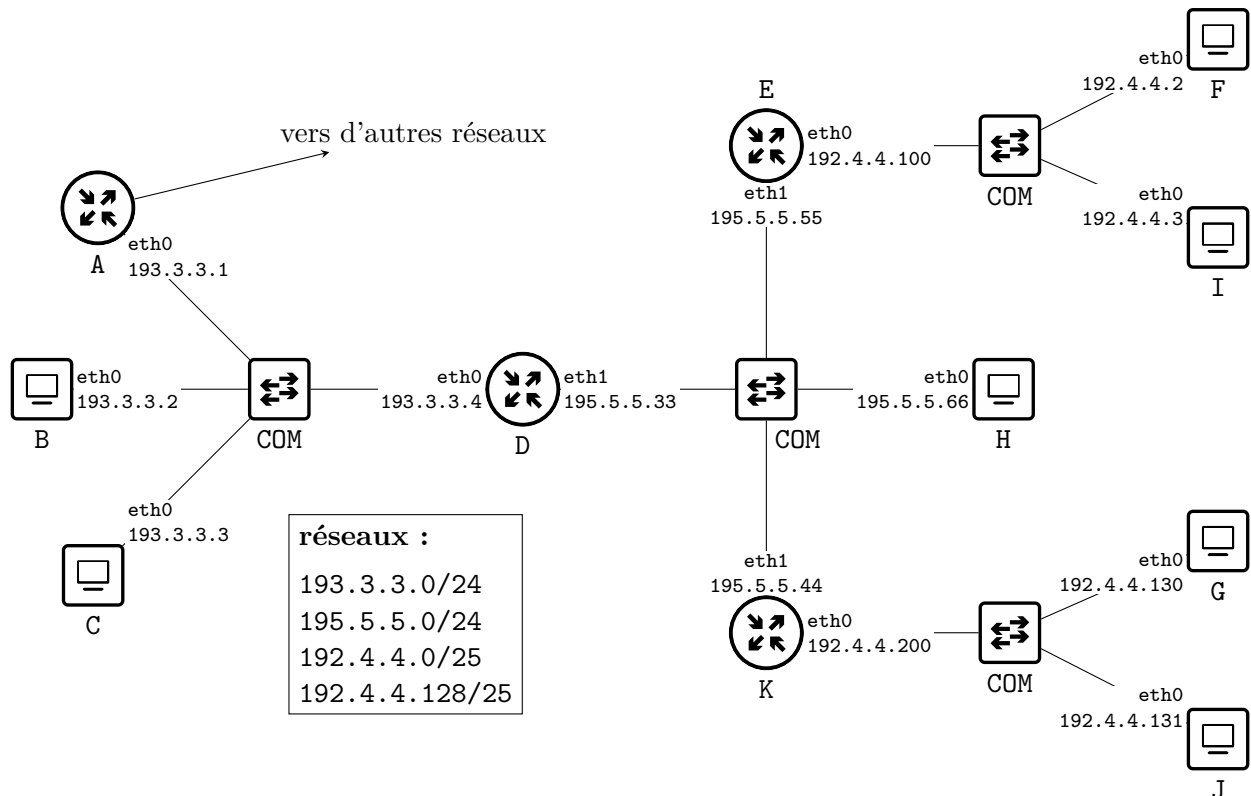 vers d'autres réseaux
A
eth0
193.3.3.1
B
eth0
193.3.3.2
COM
C
eth0
193.3.3.3
eth0
193.3.3.4
D
eth1
195.5.5.33
COM
E
eth0
192.4.4.100
eth1
195.5.5.55
COM
eth0
192.4.4.2
F
eth0
192.4.4.3
I
eth0
195.5.5.66
H
eth1
195.5.5.44
K
eth0
192.4.4.200
COM
eth0
192.4.4.130
G
eth0
192.4.4.131
J
réseaux :
193.3.3.0/24
195.5.5.0/24
192.4.4.0/25
192.4.4.128/25